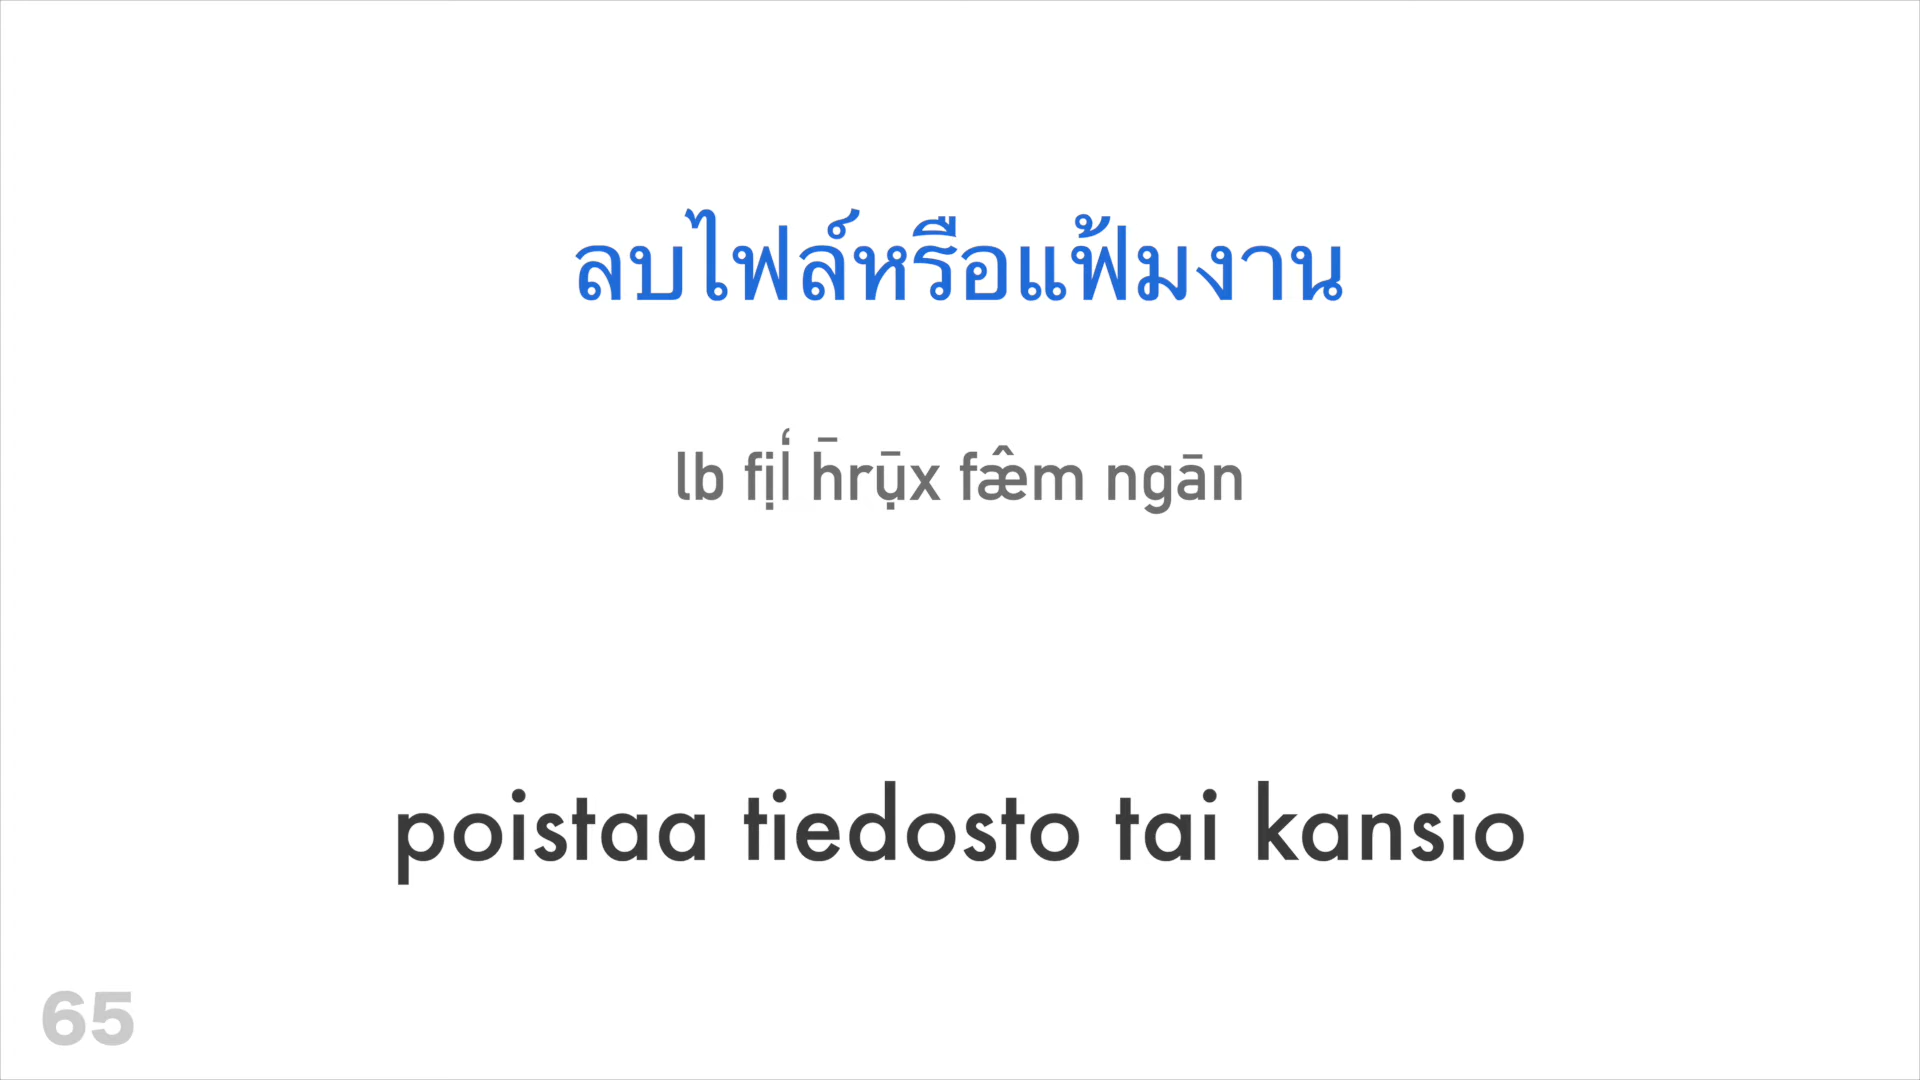 ลบไฟล์หรือแฟ้มงาน
lb fịl̒ h̄rụ̄x fæ̂m ngān
poistaa tiedosto tai kansio
65